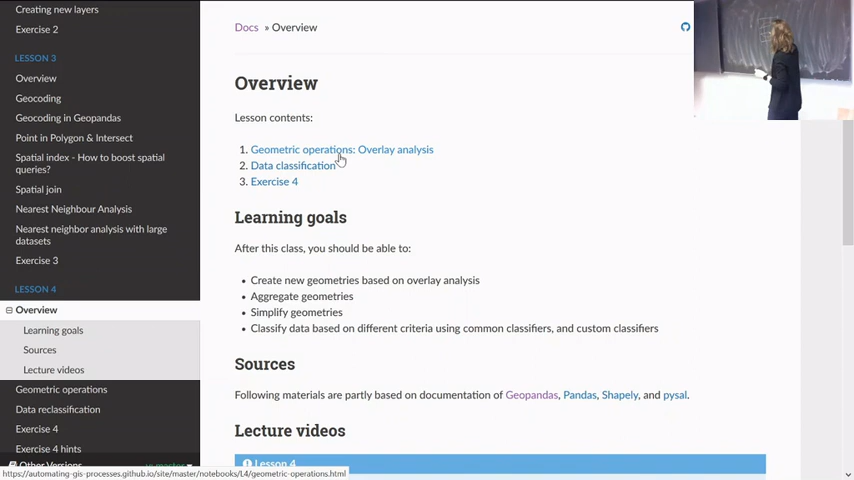 Creating new layers
Exercise 2
LESSON 3
Overview
Geocoding
Geocoding in Geopandas
Point in Polygon & Intersect
Spatial index - How to boost spatial
queries?
Spatial join
Nearest Neighbour Analysis
Nearest neighbor analysis with large
datasets
Exercise 3
LESSON 4
Overview
Learning goals
Sources
Lecture videos
Geometric operations
Data reclassification
Exercise 4
Exercise 4 hints
Other Versions
v: master
https://automating-gis-processes.github.io/site/master/notebooks/L4/geometric-operations.html
Docs » Overview
Overview
Lesson contents:
1. Geometric operations: Overlay analysis
2. Data classification
3. Exercise 4
Learning goals
After this class, you should be able to:
• Create new geometries based on overlay analysis
• Aggregate geometries
• Simplify geometries
• Classify data based on different criteria using common classifiers, and custom classifiers
Sources
Following materials are partly based on documentation of Geopandas, Pandas, Shapely, and pysal.
Lecture videos
Lesson 4